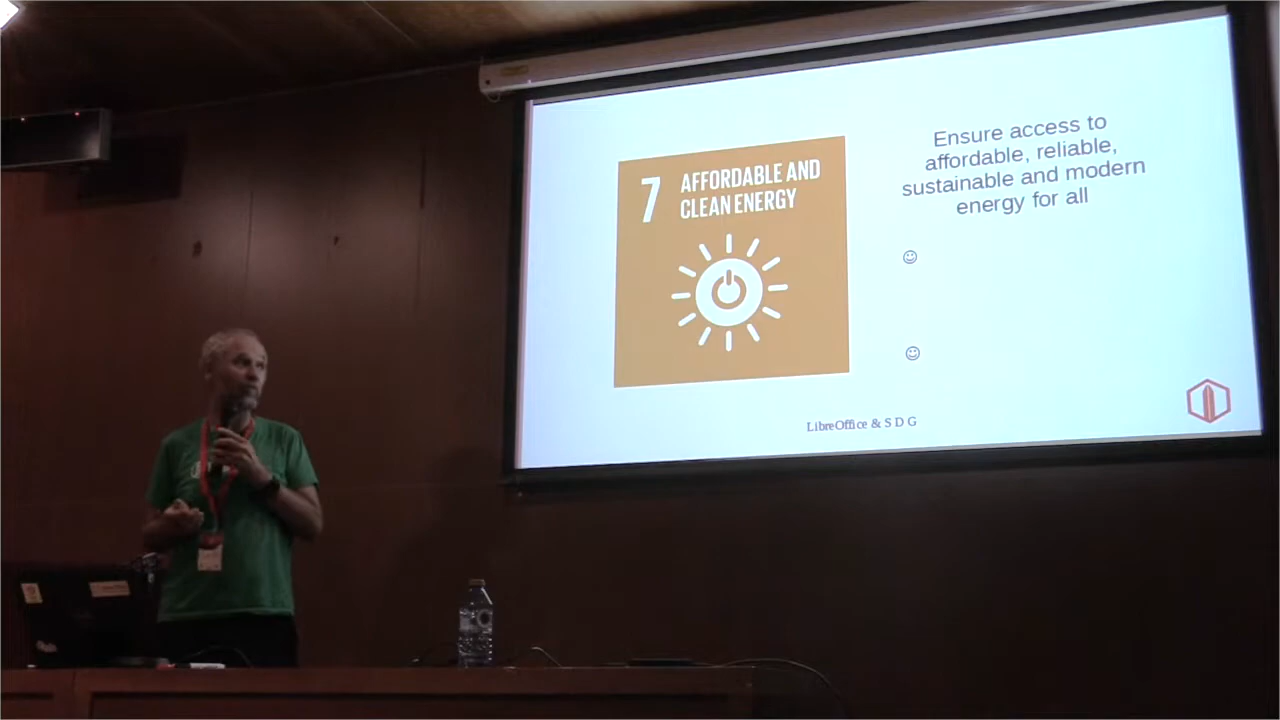 7
AFFORDABLE AND
CLEAN ENERGY
Ensure access to
affordable, reliable,
sustainable and modern
energy for all
LibreOffice & S D G